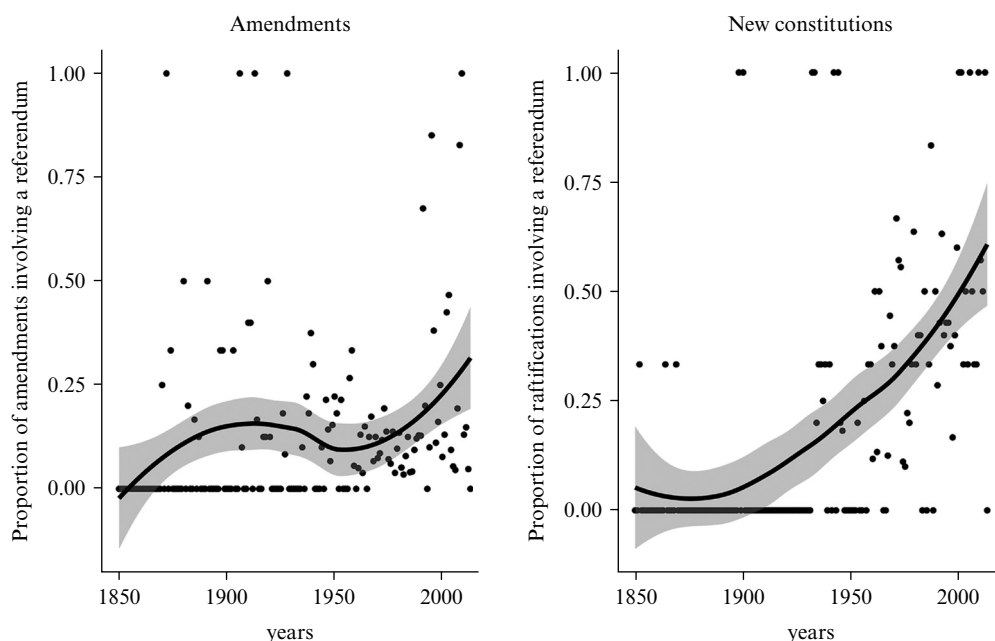 Amendments
Proportion of amendments involving a referendum
1.00
0.75
0.50
0.25
0.00
1850 1900 1950 2000
years
New constitutions
Proportion of raftifications involving a referendum
1.00
0.75
0.50
0.25
0.00
1850 1900 1950 2000
years